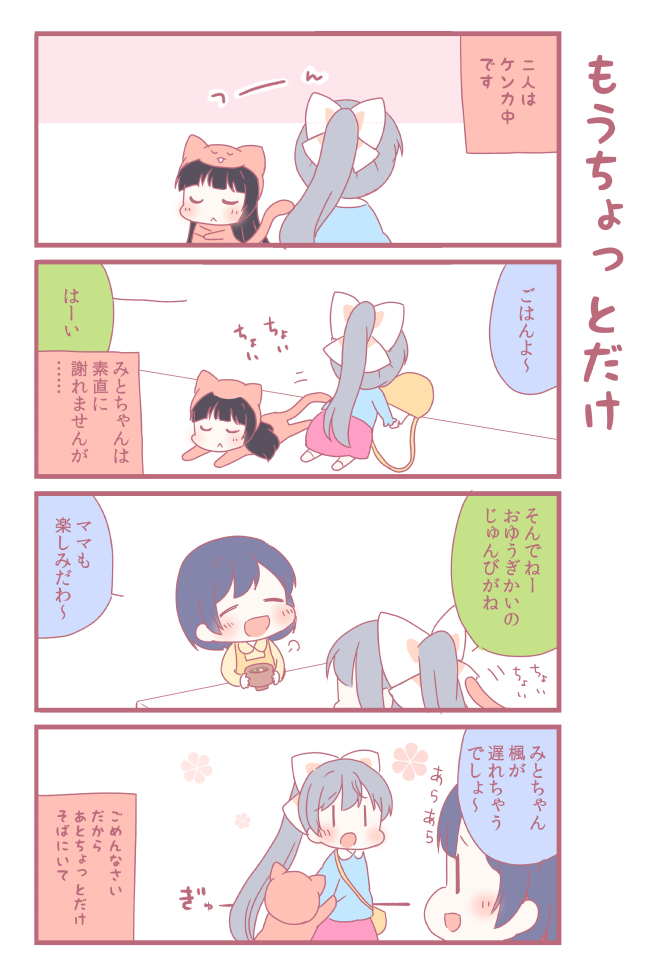 もうちょっとだけ
二人は
ケンカ中
です
つーん
ごはんよ～
ちょい
ちょい
はーい
みとちゃんは
素直に
謝れませんが
……
そんでねー
おゆうぎかいの
じゅんびがね
ちょい
ちょい
ママも
楽しみだわ～
みとちゃん
楓が
遅れちゃう
でしょ～
あらあら
ぎゅー
ごめんなさい
だから
あとちょっとだけ
そばにいて